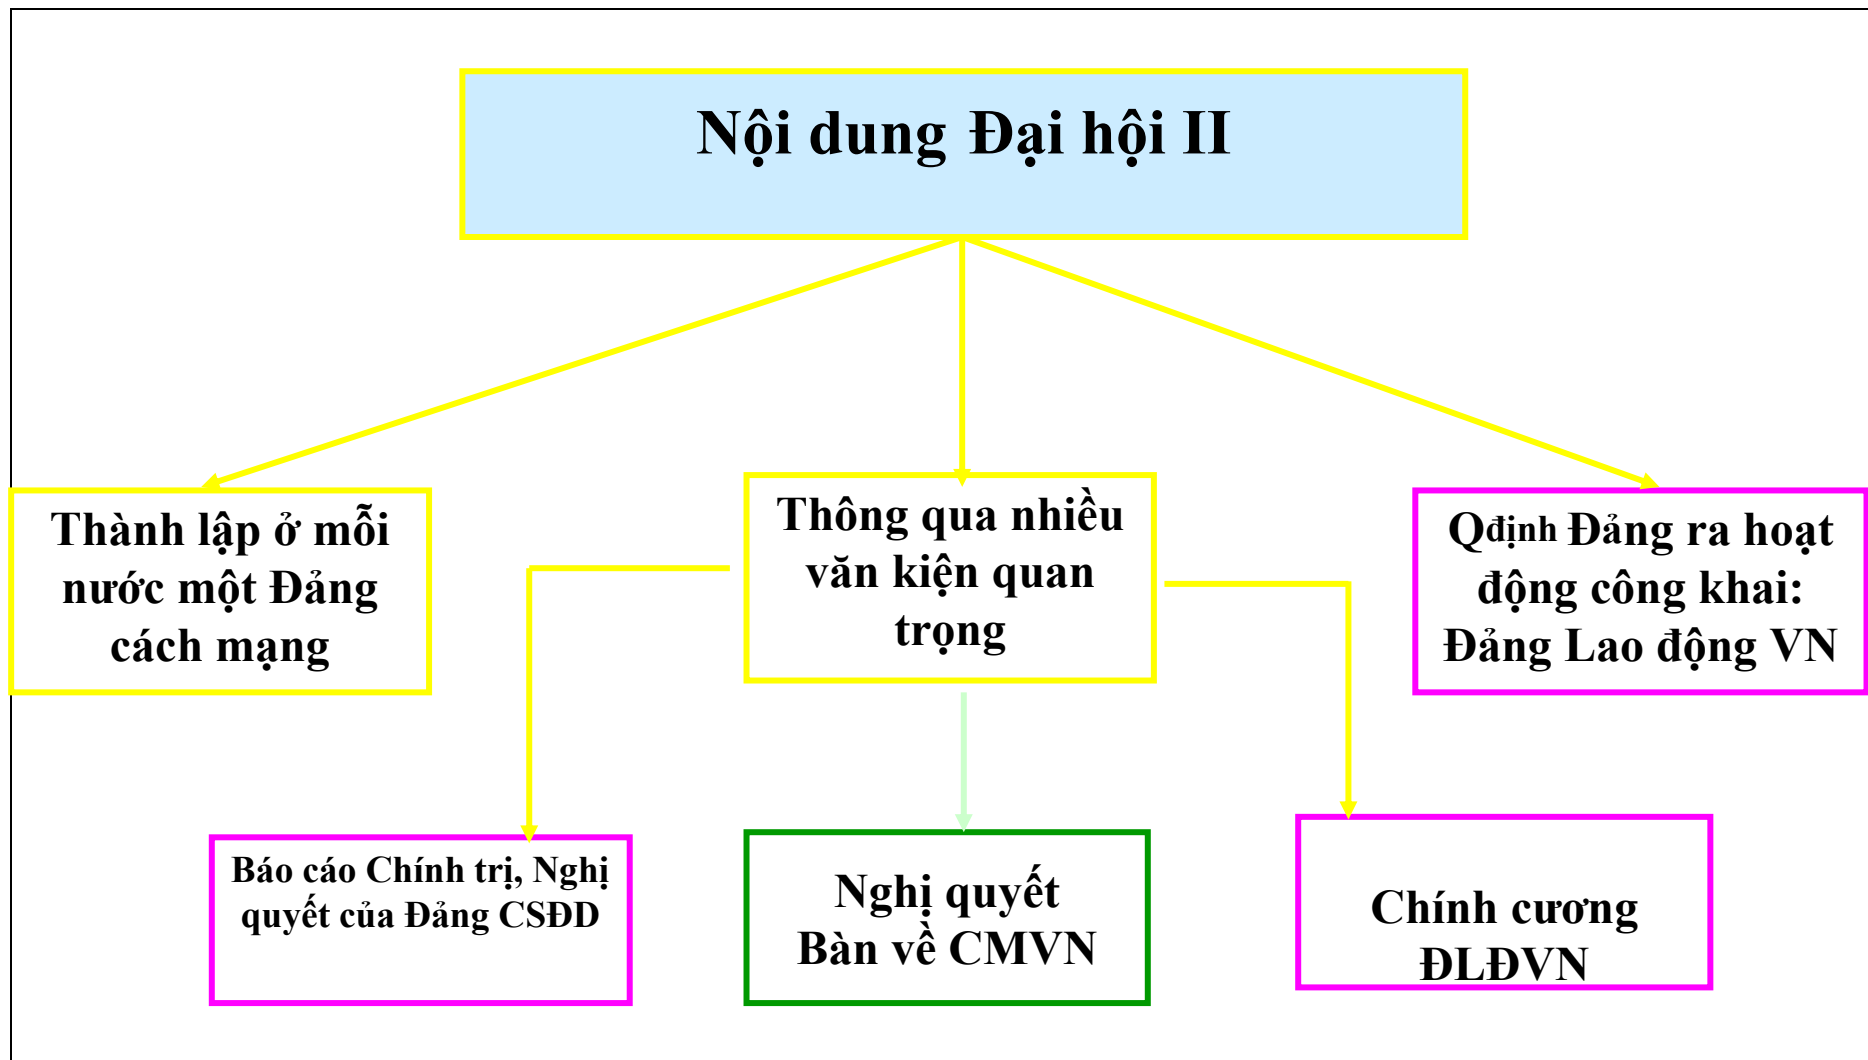 Nội dung Đại hội II
Thành lập ở mỗi
nước một Đảng
cách mạng
Thông qua nhiều
văn kiện quan
trọng
Qđịnh Đảng ra hoạt
động công khai:
Đảng Lao động VN
Báo cáo Chính trị, Nghị
quyết của Đảng CSĐD
Nghị quyết
Bàn về CMVN
Chính cương
ĐLĐVN